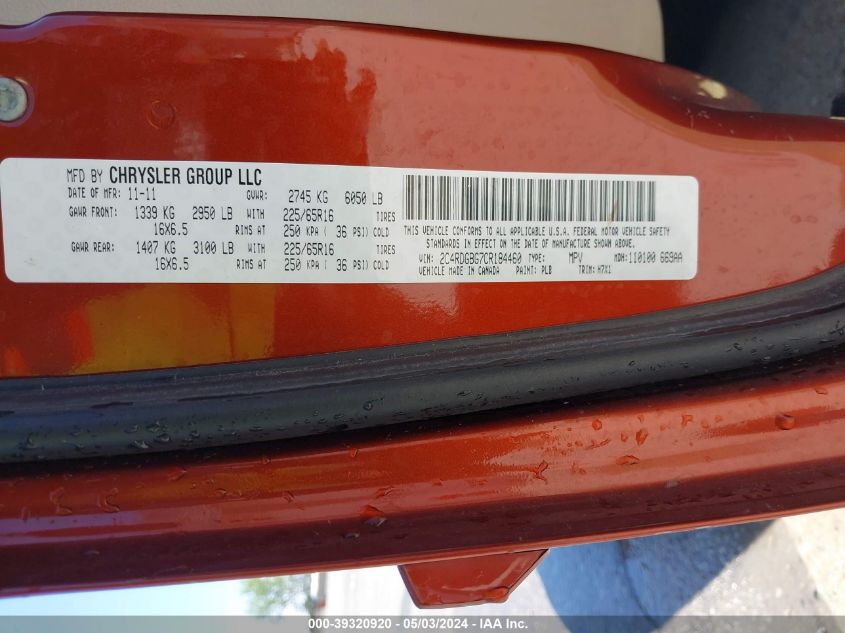 MFD BY CHRYSLER GROUP LLC
DATE OF MFR: 11-11 GVWR: 2745 KG 6050 LB
GAWR FRONT: 1339 KG 2950 LB WITH 225/65R16 TIRES
16X6.5 RIMS AT 250 KPA ( 36 PSI) COLD
GAWR REAR: 1407 KG 3100 LB WITH 225/65R16 TIRES
16X6.5 RIMS AT 250 KPA ( 36 PSI) COLD
THIS VEHICLE CONFORMS TO ALL APPLICABLE U.S.A. FEDERAL MOTOR VEHICLE SAFETY
STANDARDS IN EFFECT ON THE DATE OF MANUFACTURE SHOWN ABOVE.
VIN: 2C4RDGBG7CR184460 TYPE: MPV MDH: 110100 669AA
VEHICLE MADE IN CANADA PAINT: PLB TRIM: H7X1
000-39320920 - 05/03/2024 - IAA Inc.